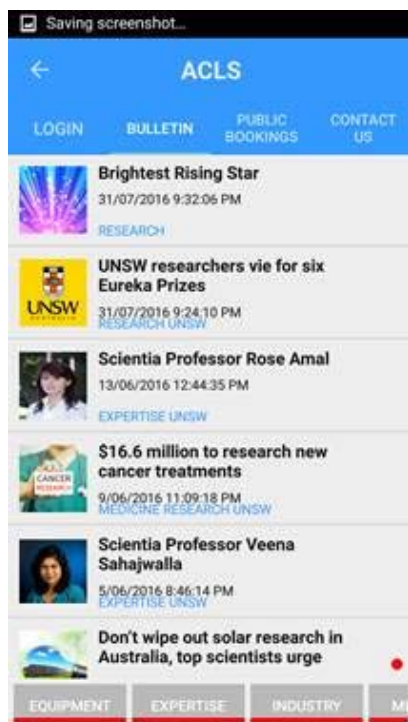 Saving screenshot...
ACLS
LOGIN
BULLETIN
PUBLIC
BOOKINGS
CONTACT
US
Brightest Rising Star
31/07/2016 9:32:06 PM
RESEARCH
UNSW
AUSTRALIA
UNSW researchers vie for six
Eureka Prizes
31/07/2016 9:24:10 PM
RESEARCH UNSW
Scientia Professor Rose Amal
13/06/2016 12:44:35 PM
EXPERTISE UNSW
CANCER
RESEARCH
$16.6 million to research new
cancer treatments
9/06/2016 11:09:18 PM
MEDICINE RESEARCH UNSW
Scientia Professor Veena
Sahajwalla
5/06/2016 8:46:14 PM
EXPERTISE UNSW
Don't wipe out solar research in
Australia, top scientists urge
EQUIPMENT
EXPERTISE
INDUSTRY